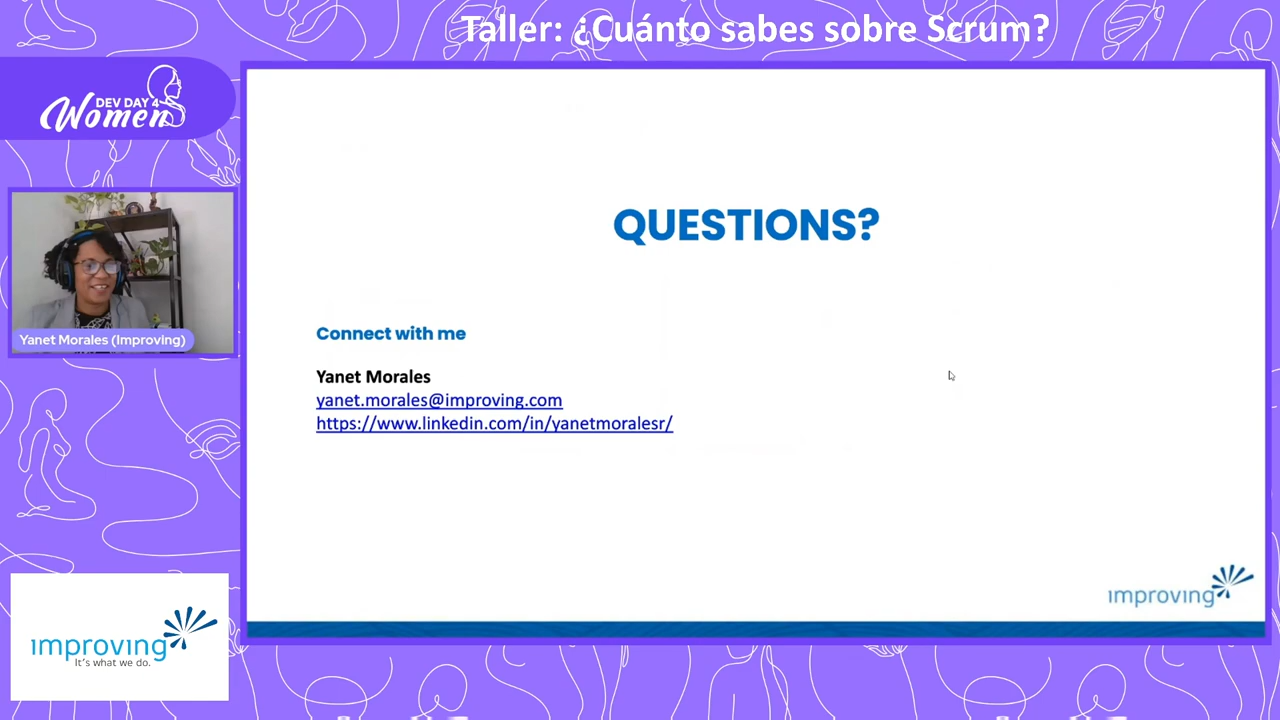 Taller: ¿Cuánto sabes sobre Scrum?
DEV DAY 4
Women
Yanet Morales (Improving)
QUESTIONS?
Connect with me
Yanet Morales
yanet.morales@improving.com
https://www.linkedin.com/in/yanetmoralesr/
improving
improving
It's what we do.